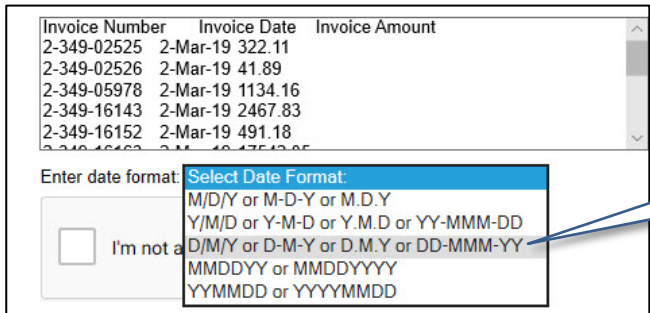 Invoice Number Invoice Date Invoice Amount
2-349-02525 2-Mar-19 322.11
2-349-02526 2-Mar-19 41.89
2-349-05978 2-Mar-19 1134.16
2-349-16143 2-Mar-19 2467.83
2-349-16152 2-Mar-19 491.18
Enter date format: Select Date Format:
M/D/Y or M-D-Y or M.D.Y
Y/M/D or Y-M-D or Y.M.D or YY-MMM-DD
I'm not a D/M/Y or D-M-Y or D.M.Y or DD-MMM-YY
MMDDYY or MMDDYYYY
YYMMDD or YYYYMMDD